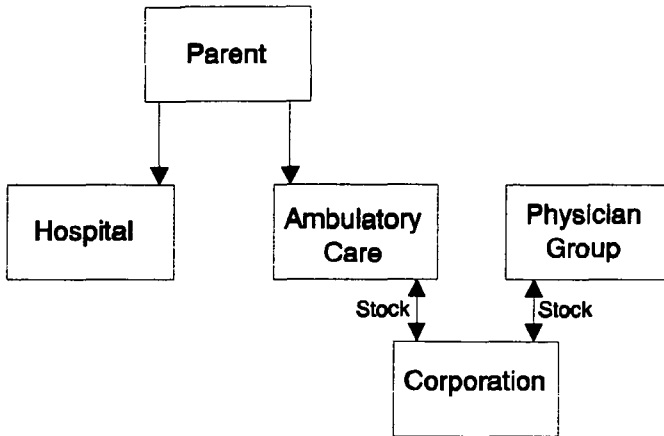 Parent
Hospital
Ambulatory
Care
Physician
Group
Stock
Stock
Corporation